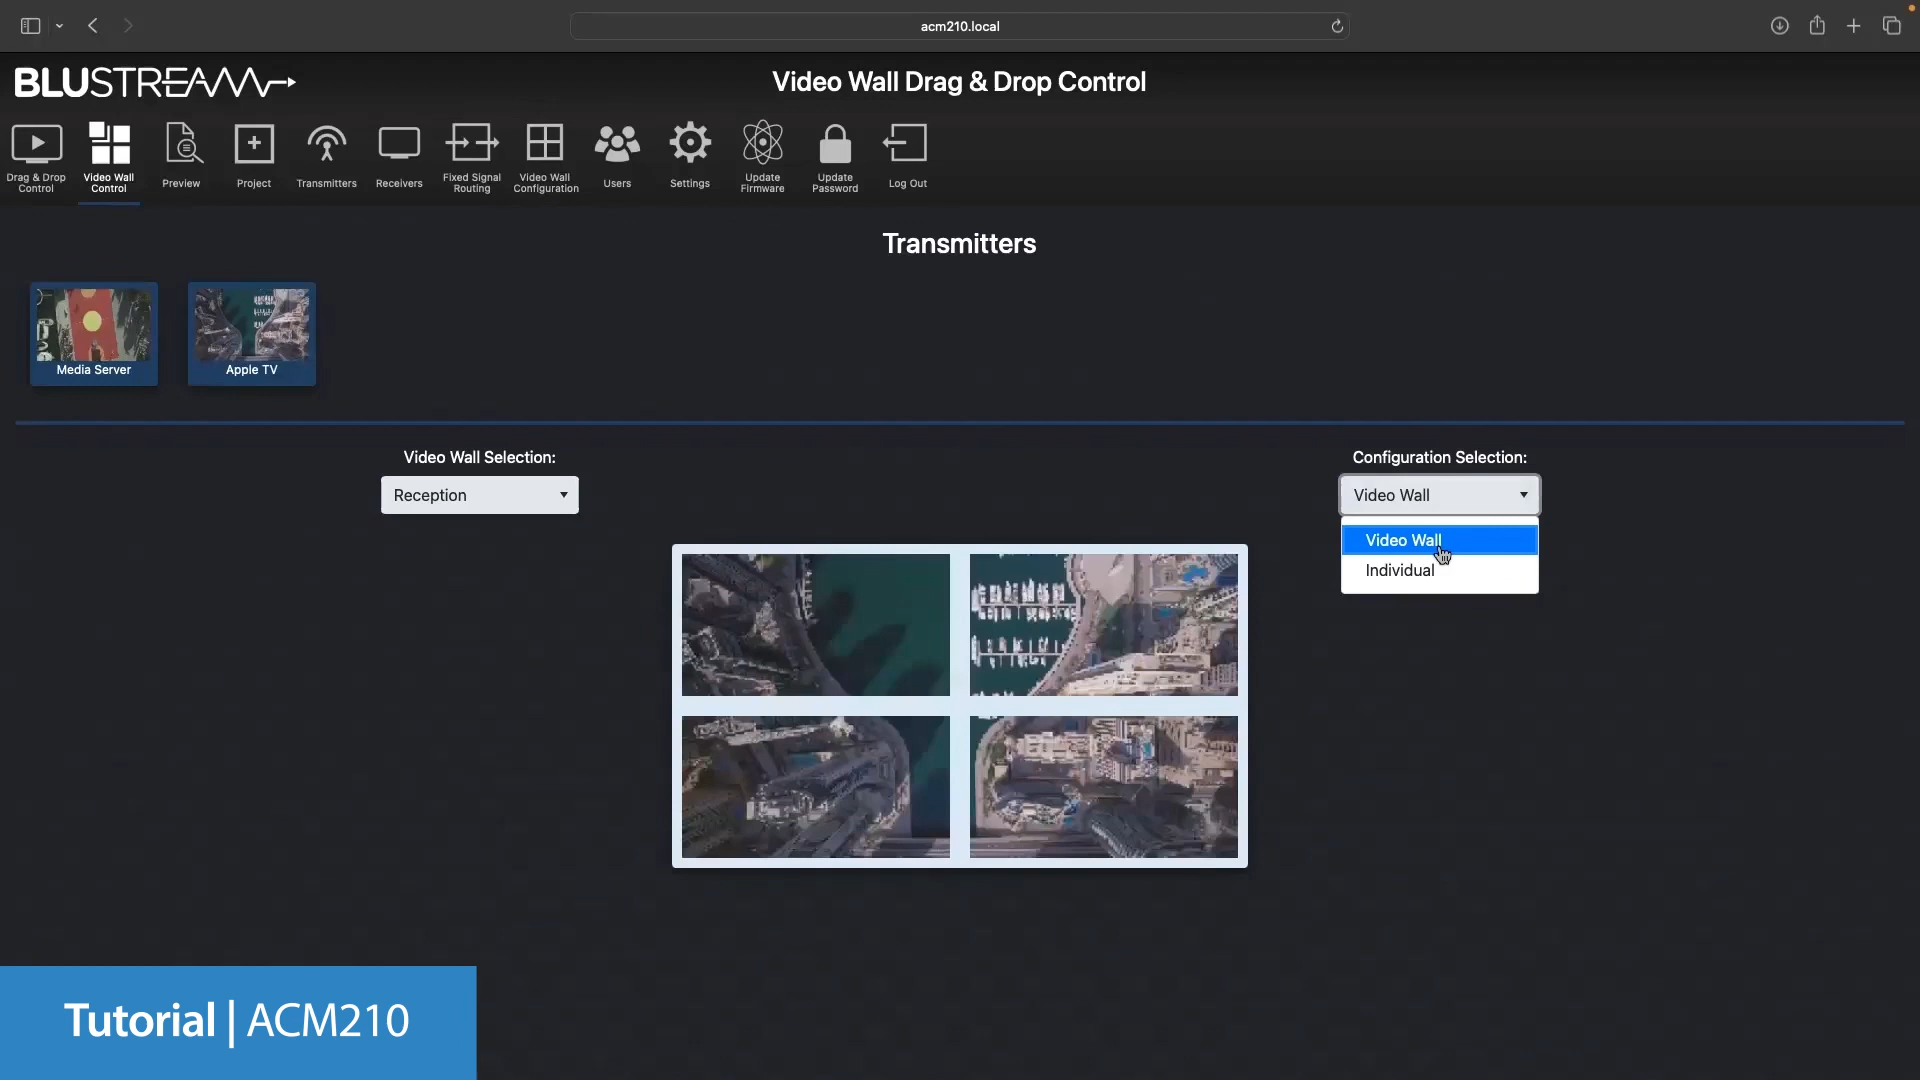 acm210.local
BLUSTREAM
Video Wall Drag & Drop Control
Drag & Drop
Control
Video Wall
Control
Preview
Project
Transmitters
Receivers
Fixed Signal
Routing
Video Wall
Configuration
Users
Settings
Update
Firmware
Update
Password
Log Out
Transmitters
Media Server
Apple TV
Video Wall Selection:
Reception
Configuration Selection:
Video Wall
Video Wall
Individual
Tutorial | ACM210